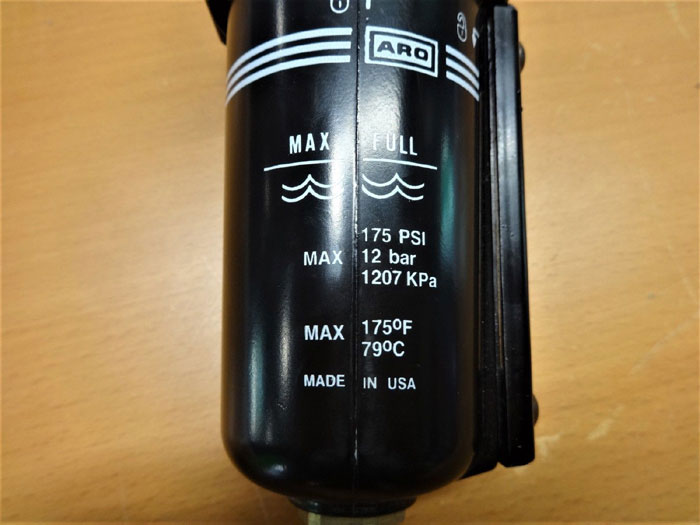 ARO
MAX FULL
MAX 175 PSI
12 bar
1207 KPa
MAX 175ºF
79ºC
MADE IN USA